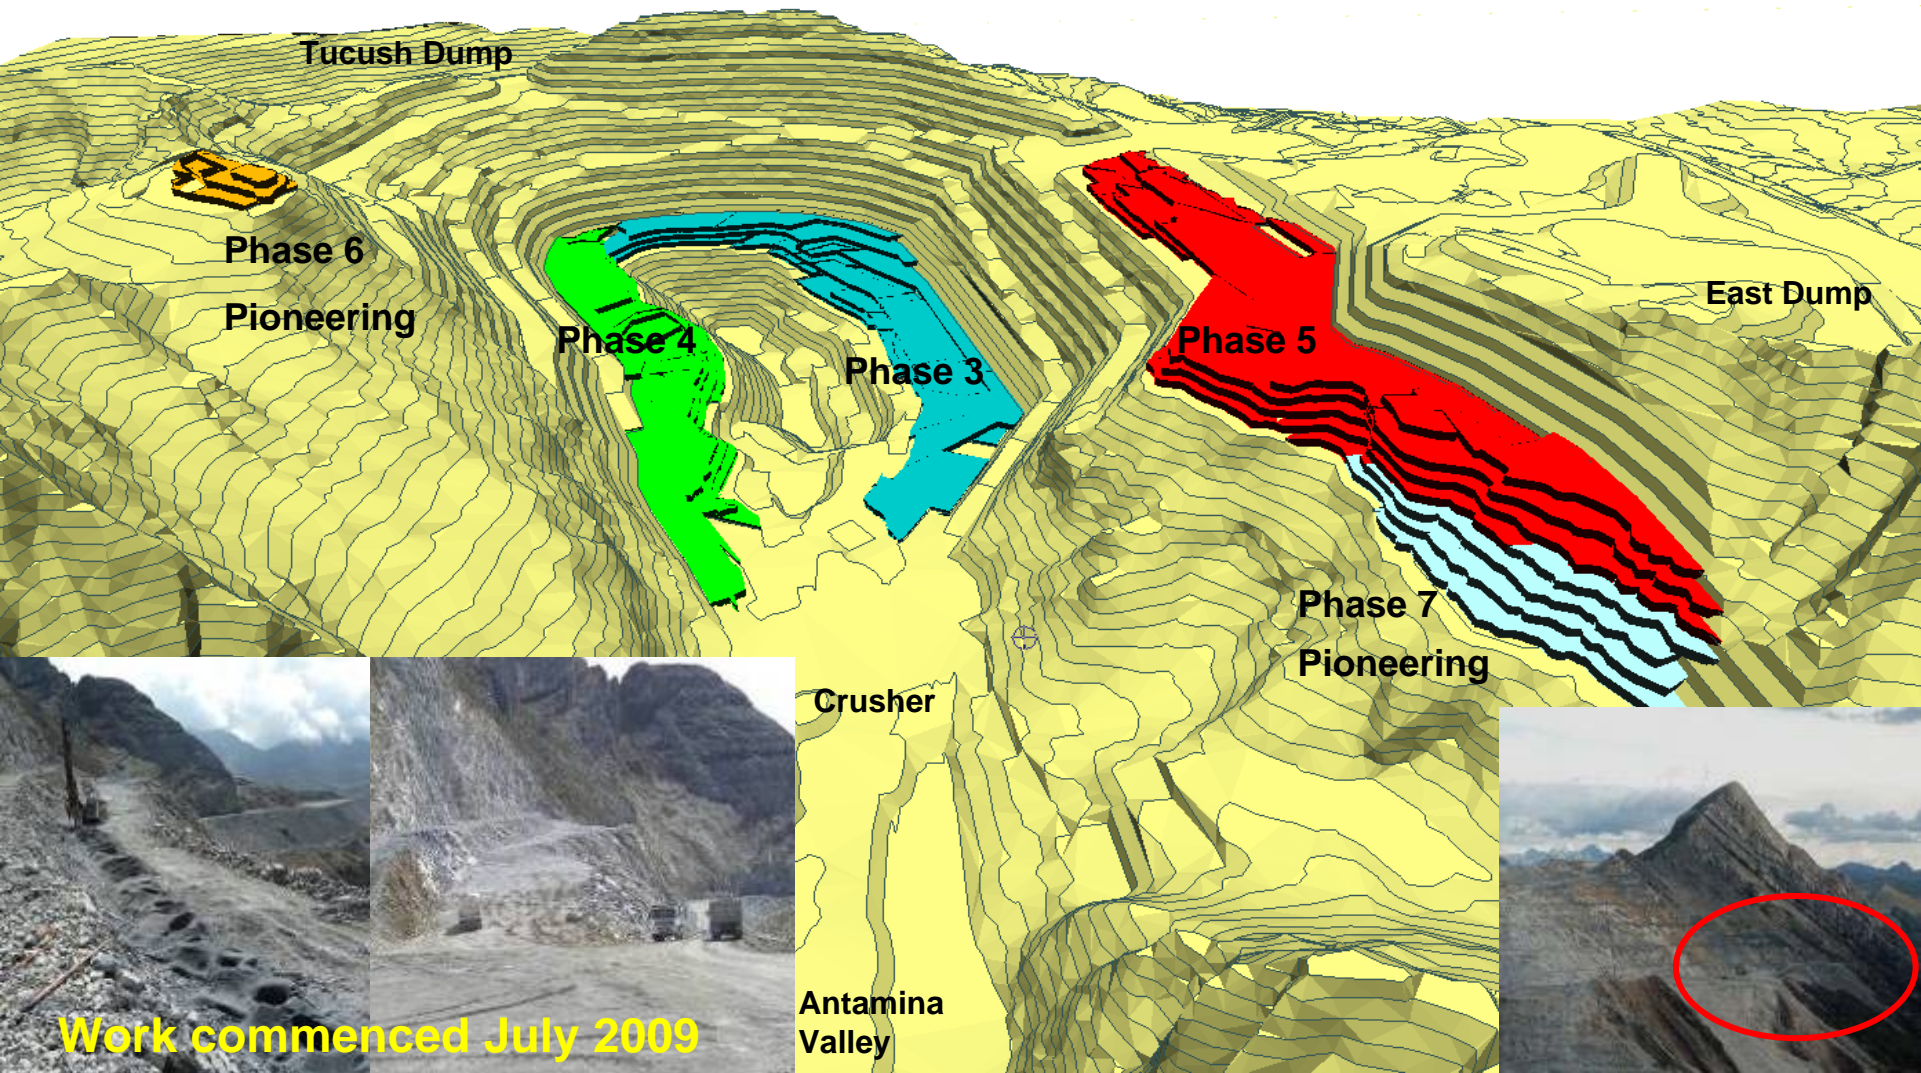 Tucush Dump
Phase 6
Pioneering
Phase 4
Phase 3
Phase 5
East Dump
Phase 7
Pioneering
Crusher
Antamina
Valley
Work commenced July 2009